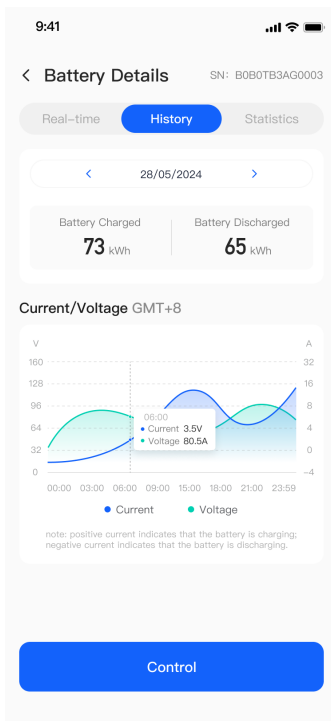 9:41
Battery Details
SN: B0B0TB3AG0003
Real-time History Statistics
28/05/2024
Battery Charged Battery Discharged
73 kWh 65 kWh
Current/Voltage GMT+8
V A
160 32
128 16
96 8
64 4
32 0
0 -4
06:00
Current 3.5V
Voltage 80.5A
00:00 03:00 06:00 09:00 15:00 18:00 21:00 23:59
Current Voltage
note: positive current indicates that the battery is charging;
negative current indicates that the battery is discharging.
Control